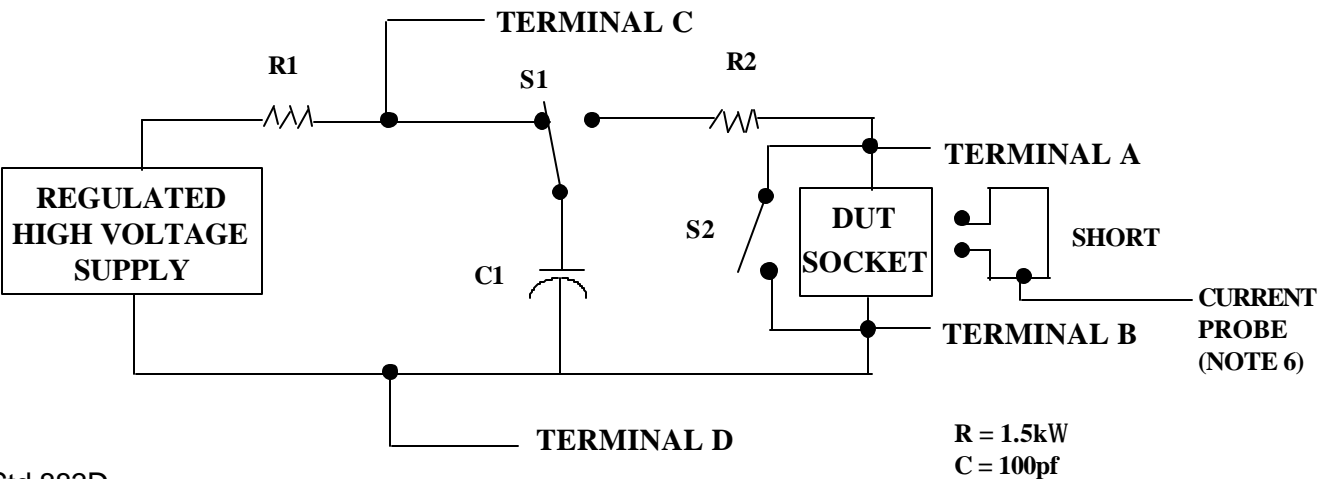 TERMINAL C
R1
S1
R2
TERMINAL A
REGULATED
HIGH VOLTAGE
SUPPLY
S2
DUT
SOCKET
SHORT
C1
CURRENT
PROBE
(NOTE 6)
TERMINAL B
TERMINAL D
R = 1.5kW
C = 100pf